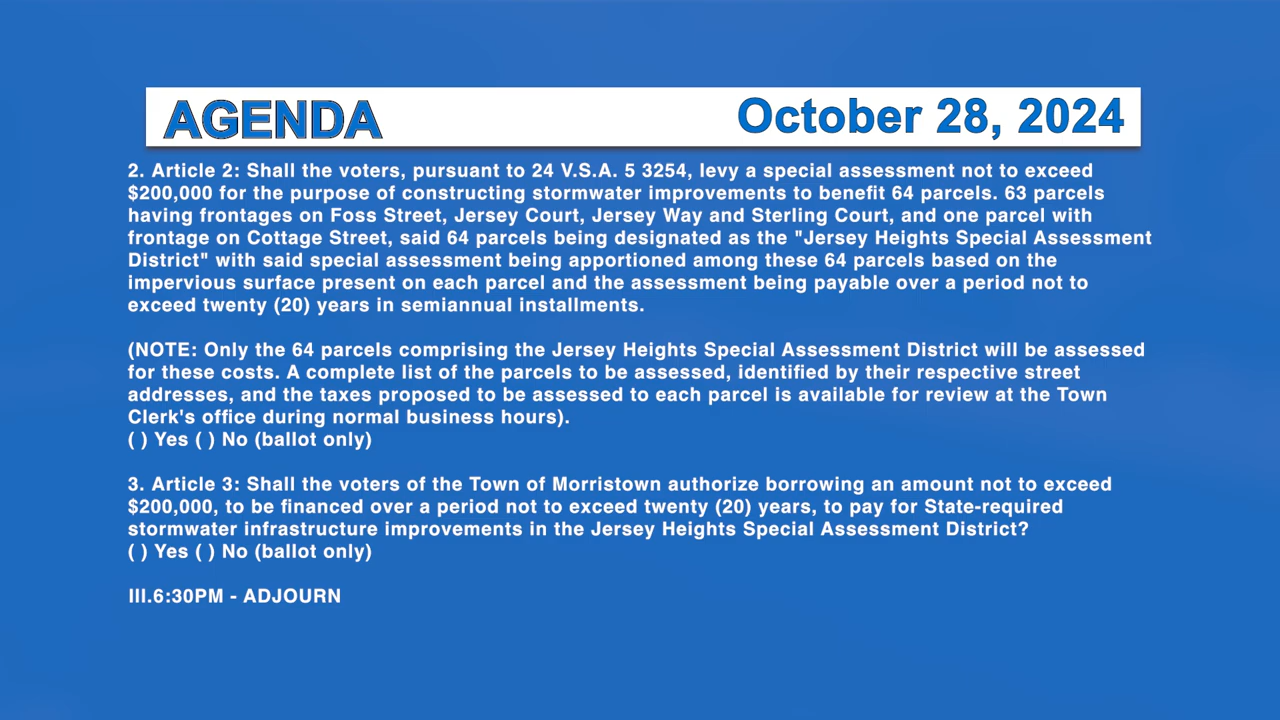 AGENDA
October 28, 2024
2. Article 2: Shall the voters, pursuant to 24 V.S.A. 5 3254, levy a special assessment not to exceed
$200,000 for the purpose of constructing stormwater improvements to benefit 64 parcels. 63 parcels
having frontages on Foss Street, Jersey Court, Jersey Way and Sterling Court, and one parcel with
frontage on Cottage Street, said 64 parcels being designated as the "Jersey Heights Special Assessment
District" with said special assessment being apportioned among these 64 parcels based on the
impervious surface present on each parcel and the assessment being payable over a period not to
exceed twenty (20) years in semiannual installments.
(NOTE: Only the 64 parcels comprising the Jersey Heights Special Assessment District will be assessed
for these costs. A complete list of the parcels to be assessed, identified by their respective street
addresses, and the taxes proposed to be assessed to each parcel is available for review at the Town
Clerk's office during normal business hours).
( ) Yes ( ) No (ballot only)
3. Article 3: Shall the voters of the Town of Morristown authorize borrowing an amount not to exceed
$200,000, to be financed over a period not to exceed twenty (20) years, to pay for State-required
stormwater infrastructure improvements in the Jersey Heights Special Assessment District?
( ) Yes ( ) No (ballot only)
III.6:30PM - ADJOURN